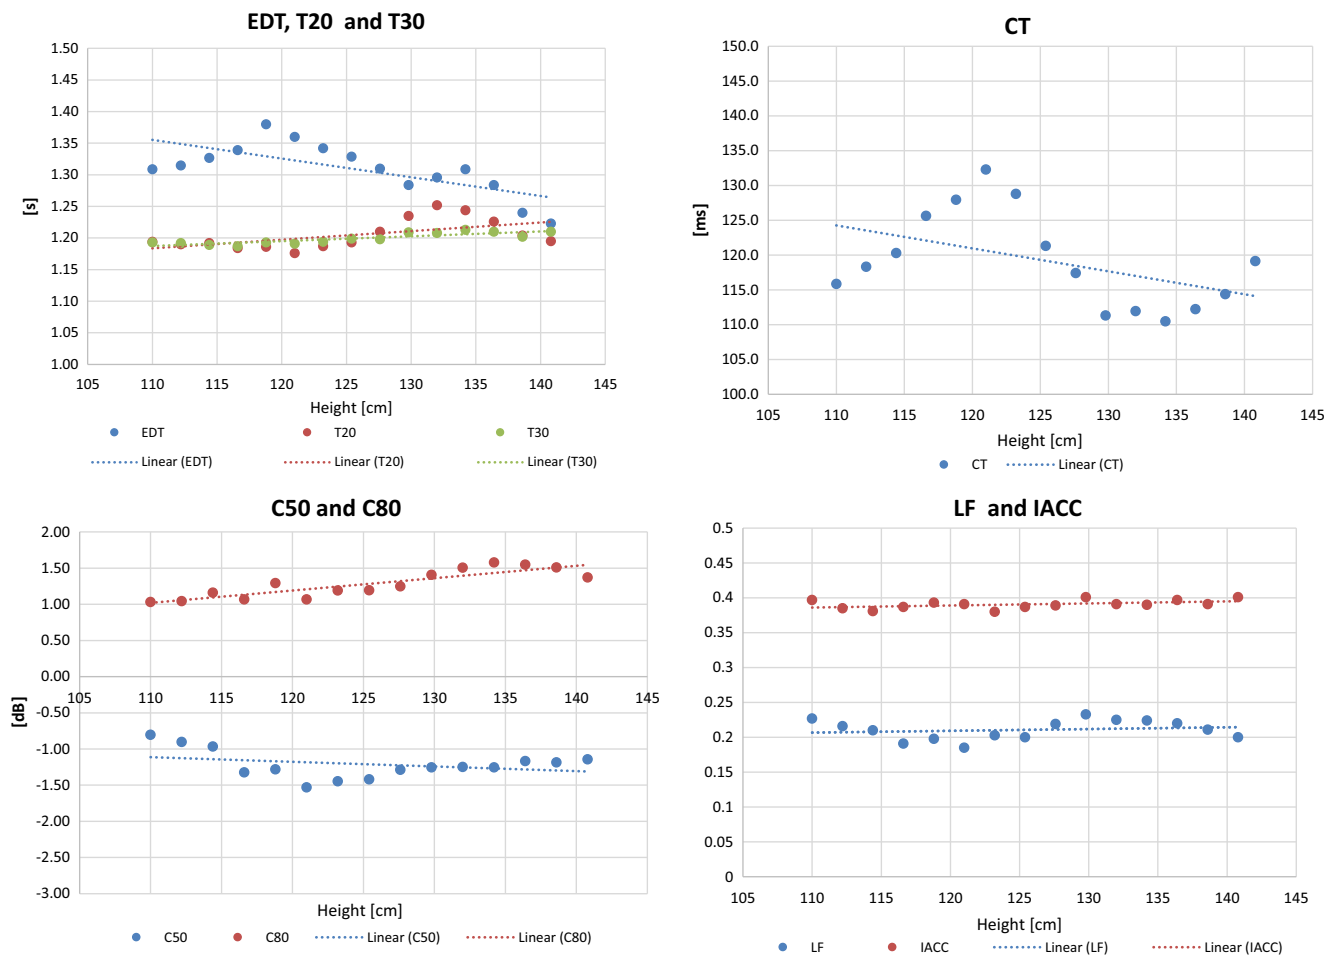 EDT, T20 and T30
1.50
1.45
1.40
1.35
1.30
1.25
1.20
1.15
1.10
1.05
1.00
[s]
105 110 115 120 125 130 135 140 145
Height [cm]
EDT T20 T30
Linear (EDT) Linear (T20) Linear (T30)
CT
150.0
145.0
140.0
135.0
130.0
125.0
120.0
115.0
110.0
105.0
100.0
[ms]
105 110 115 120 125 130 135 140 145
Height [cm]
CT Linear (CT)
C50 and C80
2.00
1.50
1.00
0.50
0.00
-0.50
-1.00
-1.50
-2.00
-2.50
-3.00
[dB]
105 110 115 120 125 130 135 140 145
Height [cm]
C50 C80 Linear (C50) Linear (C80)
LF and IACC
0.5
0.45
0.4
0.35
0.3
0.25
0.2
0.15
0.1
0.05
0
105 110 115 120 125 130 135 140 145
Height [cm]
LF IACC Linear (LF) Linear (IACC)